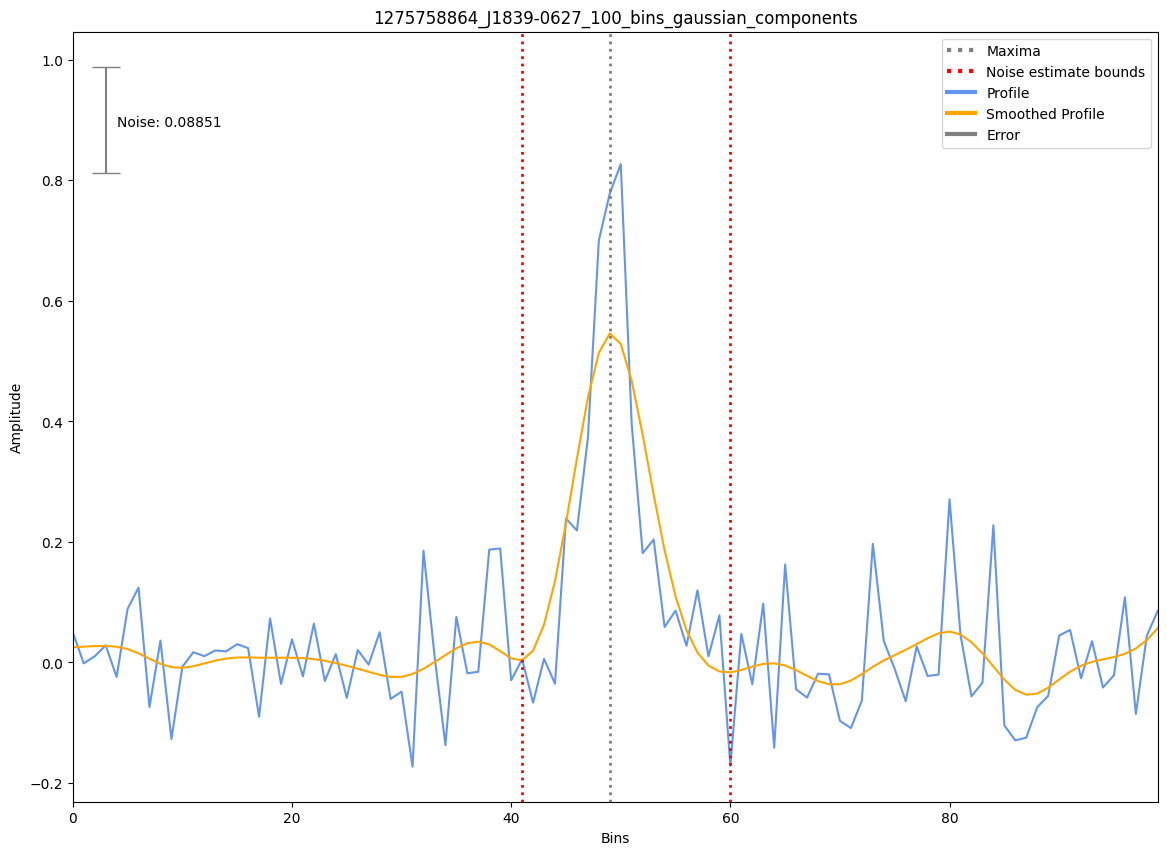 1275758864_J1839-0627_100_bins_gaussian_components
Maxima
Noise estimate bounds
Profile
Smoothed Profile
Error
Noise: 0.08851
1.0
0.8
0.6
0.4
0.2
0.0
−0.2
Amplitude
0 20 40 60 80
Bins